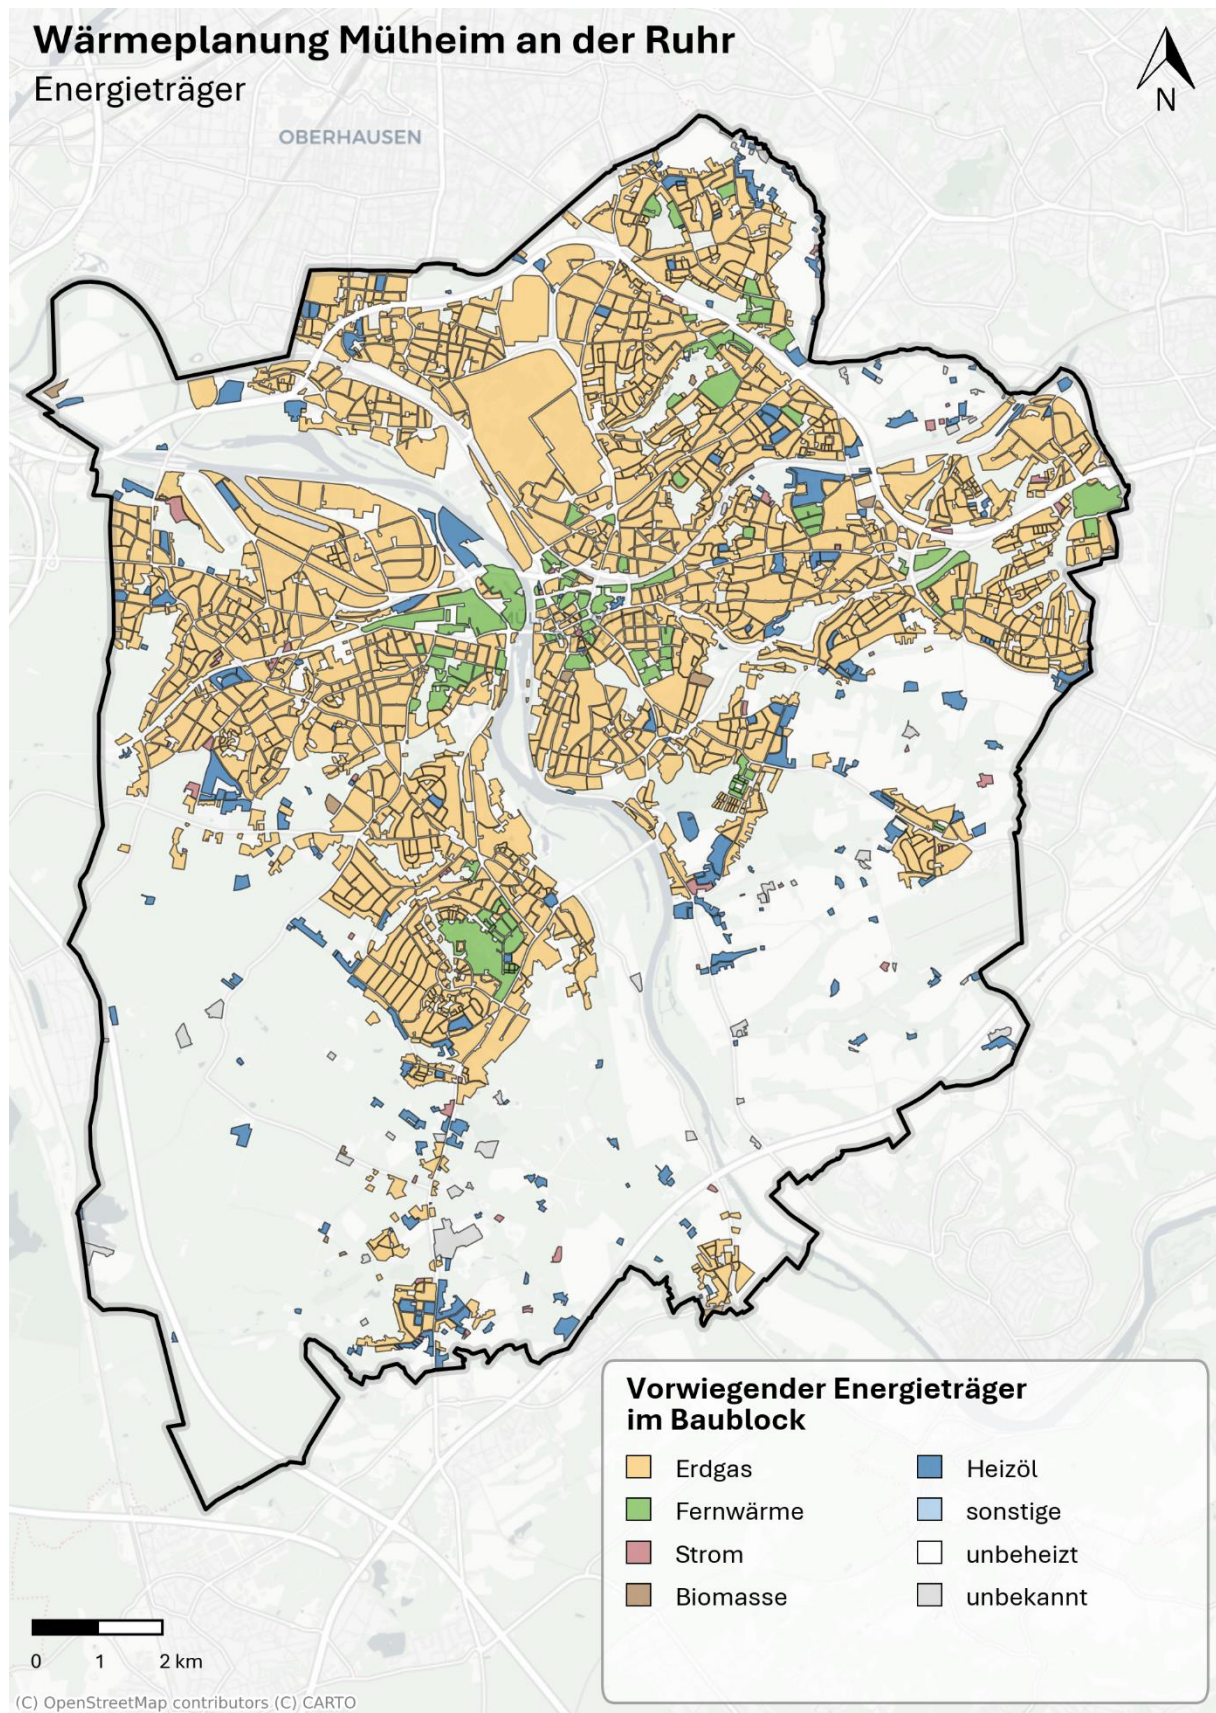 Wärmeplanung Mülheim an der Ruhr
Energieträger
N
OBERHAUSEN
Vorwiegender Energieträger
im Baublock
Erdgas
Fernwärme
Strom
Biomasse
Heizöl
sonstige
unbeheizt
unbekannt
0 1 2 km
(C) OpenStreetMap contributors (C) CARTO